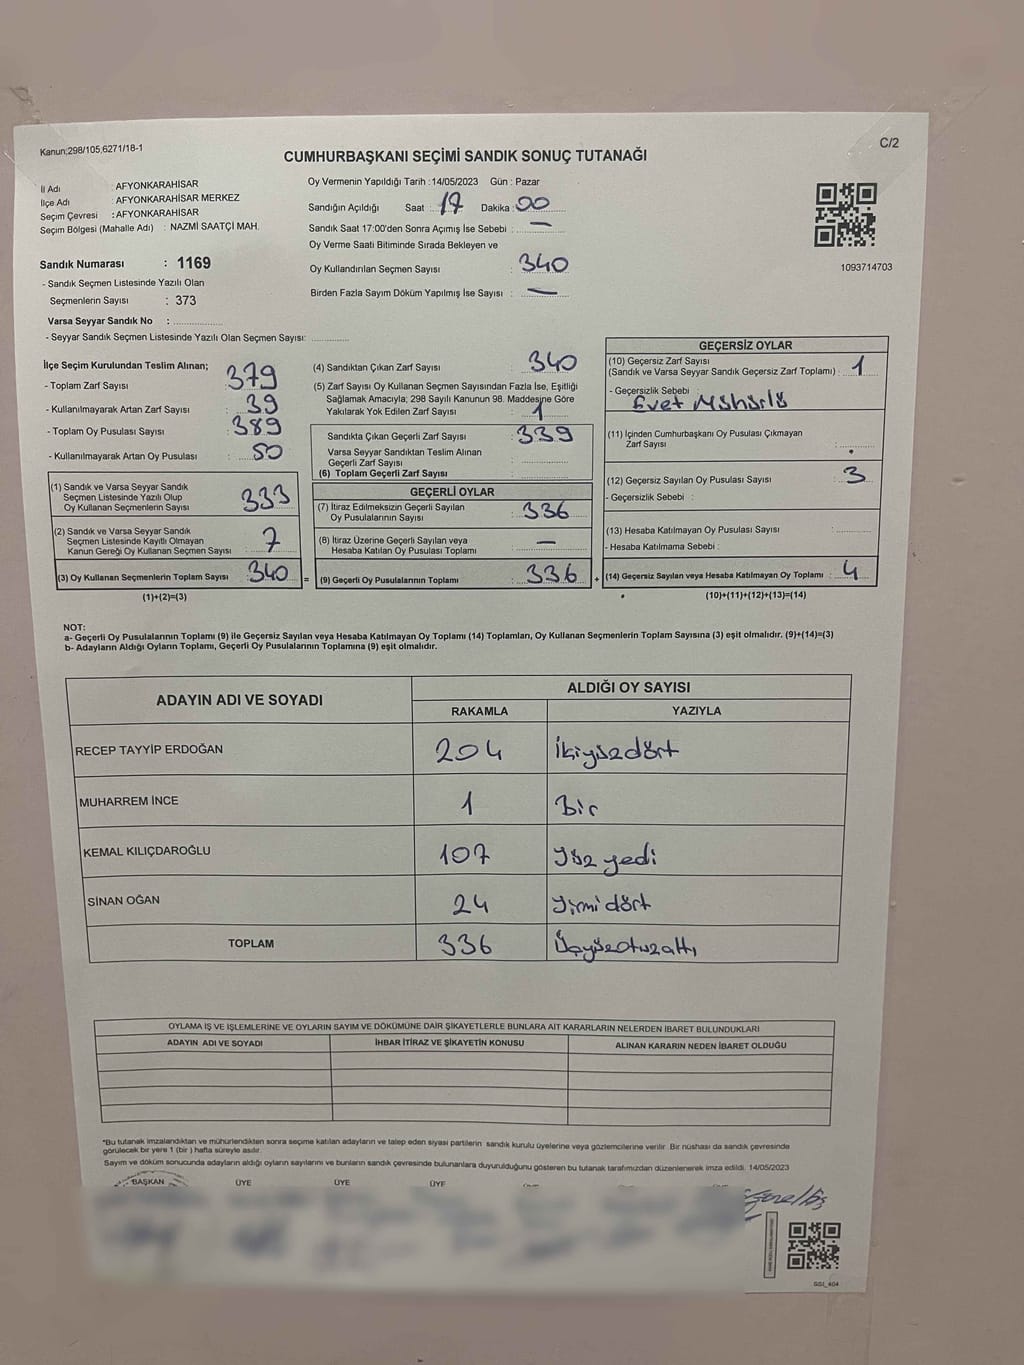 Kanun;298/105,6271/18-1
C/2
CUMHURBAŞKANI SEÇİMİ SANDIK SONUÇ TUTANAĞI
İl Adı : AFYONKARAHİSAR
İlçe Adı : AFYONKARAHİSAR MERKEZ
Seçim Çevresi : AFYONKARAHİSAR
Seçim Bölgesi (Mahalle Adı) : NAZMİ SAATÇİ MAH.
Sandık Numarası : 1169
- Sandık Seçmen Listesinde Yazılı Olan
Seçmenlerin Sayısı : 373
Varsa Seyyar Sandık No :
- Seyyar Sandık Seçmen Listesinde Yazılı Olan Seçmen Sayısı:
Oy Vermenin Yapıldığı Tarih :14/05/2023 Gün : Pazar
Sandığın Açıldığı Saat : 17 Dakika : 00
Sandık Saat 17:00'den Sonra Açımış İse Sebebi : —
Oy Verme Saati Bitiminde Sırada Bekleyen ve
Oy Kullandırılan Seçmen Sayısı : 340
Birden Fazla Sayım Döküm Yapılmış İse Sayısı : —
1093714703
İlçe Seçim Kurulundan Teslim Alınan;
- Toplam Zarf Sayısı : 379
- Kullanılmayarak Artan Zarf Sayısı : 39
- Toplam Oy Pusulası Sayısı : 389
- Kullanılmayarak Artan Oy Pusulası : 50
(1) Sandık ve Varsa Seyyar Sandık
Seçmen Listesinde Yazılı Olup
Oy Kullanan Seçmenlerin Sayısı : 333
(2) Sandık ve Varsa Seyyar Sandık
Seçmen Listesinde Kayıtlı Olmayan
Kanun Gereği Oy Kullanan Seçmen Sayısı : 7
(3) Oy Kullanan Seçmenlerin Toplam Sayısı : 340 =
(1)+(2)=(3)
(4) Sandıktan Çıkan Zarf Sayısı : 340
(5) Zarf Sayısı Oy Kullanan Seçmen Sayısından Fazla İse, Eşitliği
Sağlamak Amacıyla; 298 Sayılı Kanunun 98. Maddesine Göre
Yakılarak Yok Edilen Zarf Sayısı : 1
Sandıkta Çıkan Geçerli Zarf Sayısı : 339
Varsa Seyyar Sandıktan Teslim Alınan
Geçerli Zarf Sayısı :
(6) Toplam Geçerli Zarf Sayısı :
GEÇERLİ OYLAR
(7) İtiraz Edilmeksizin Geçerli Sayılan
Oy Pusulalarının Sayısı : 336
(8) İtiraz Üzerine Geçerli Sayılan veya
Hesaba Katılan Oy Pusulası Toplamı : —
(9) Geçerli Oy Pusulalarının Toplamı : 336 +
GEÇERSİZ OYLAR
(10) Geçersiz Zarf Sayısı
(Sandık ve Varsa Seyyar Sandık Geçersiz Zarf Toplamı) : 1
- Geçersizlik Sebebi :
Evet Mühürlü
(11) İçinden Cumhurbaşkanı Oy Pusulası Çıkmayan
Zarf Sayısı :
(12) Geçersiz Sayılan Oy Pusulası Sayısı : 3
- Geçersizlik Sebebi :
(13) Hesaba Katılmayan Oy Pusulası Sayısı :
- Hesaba Katılmama Sebebi :
(14) Geçersiz Sayılan veya Hesaba Katılmayan Oy Toplamı : 4
(10)+(11)+(12)+(13)=(14)
NOT:
a- Geçerli Oy Pusulalarının Toplamı (9) ile Geçersiz Sayılan veya Hesaba Katılmayan Oy Toplamı (14) Toplamları, Oy Kullanan Seçmenlerin Toplam Sayısına (3) eşit olmalıdır. (9)+(14)=(3)
b- Adayların Aldığı Oyların Toplamı, Geçerli Oy Pusulalarının Toplamına (9) eşit olmalıdır.
ADAYIN ADI VE SOYADI ALDIĞI OY SAYISI
RAKAMLA YAZIYLA
RECEP TAYYİP ERDOĞAN 204 İkiyüzdört
MUHARREM İNCE 1 Bir
KEMAL KILIÇDAROĞLU 107 Yüz yedi
SİNAN OĞAN 24 Yirmi dört
TOPLAM 336 Üçyüzotuzaltı
OYLAMA İŞ VE İŞLEMLERİNE VE OYLARIN SAYIM VE DÖKÜMÜNE DAİR ŞİKAYETLERLE BUNLARA AİT KARARLARIN NELERDEN İBARET BULUNDUKLARI
ADAYIN ADI VE SOYADI İHBAR İTİRAZ VE ŞİKAYETİN KONUSU ALINAN KARARIN NEDEN İBARET OLDUĞU
*Bu tutanak imzalandıktan ve mühürlendikten sonra seçime katılan adayların ve talep eden siyasi partilerin sandık kurulu üyelerine veya gözlemcilerine verilir. Bir nüshası da sandık çevresinde
görülecek bir yere 1 (bir ) hafta süreyle asılır.
Sayım ve döküm sonucunda adayların aldığı oyların sayılarını ve bunların sandık çevresinde bulunanlara duyurulduğunu gösteren bu tutanak tarafımızdan düzenlenerek imza edildi. 14/05/2023
BAŞKAN ÜYE ÜYE ÜYE
GSI_404